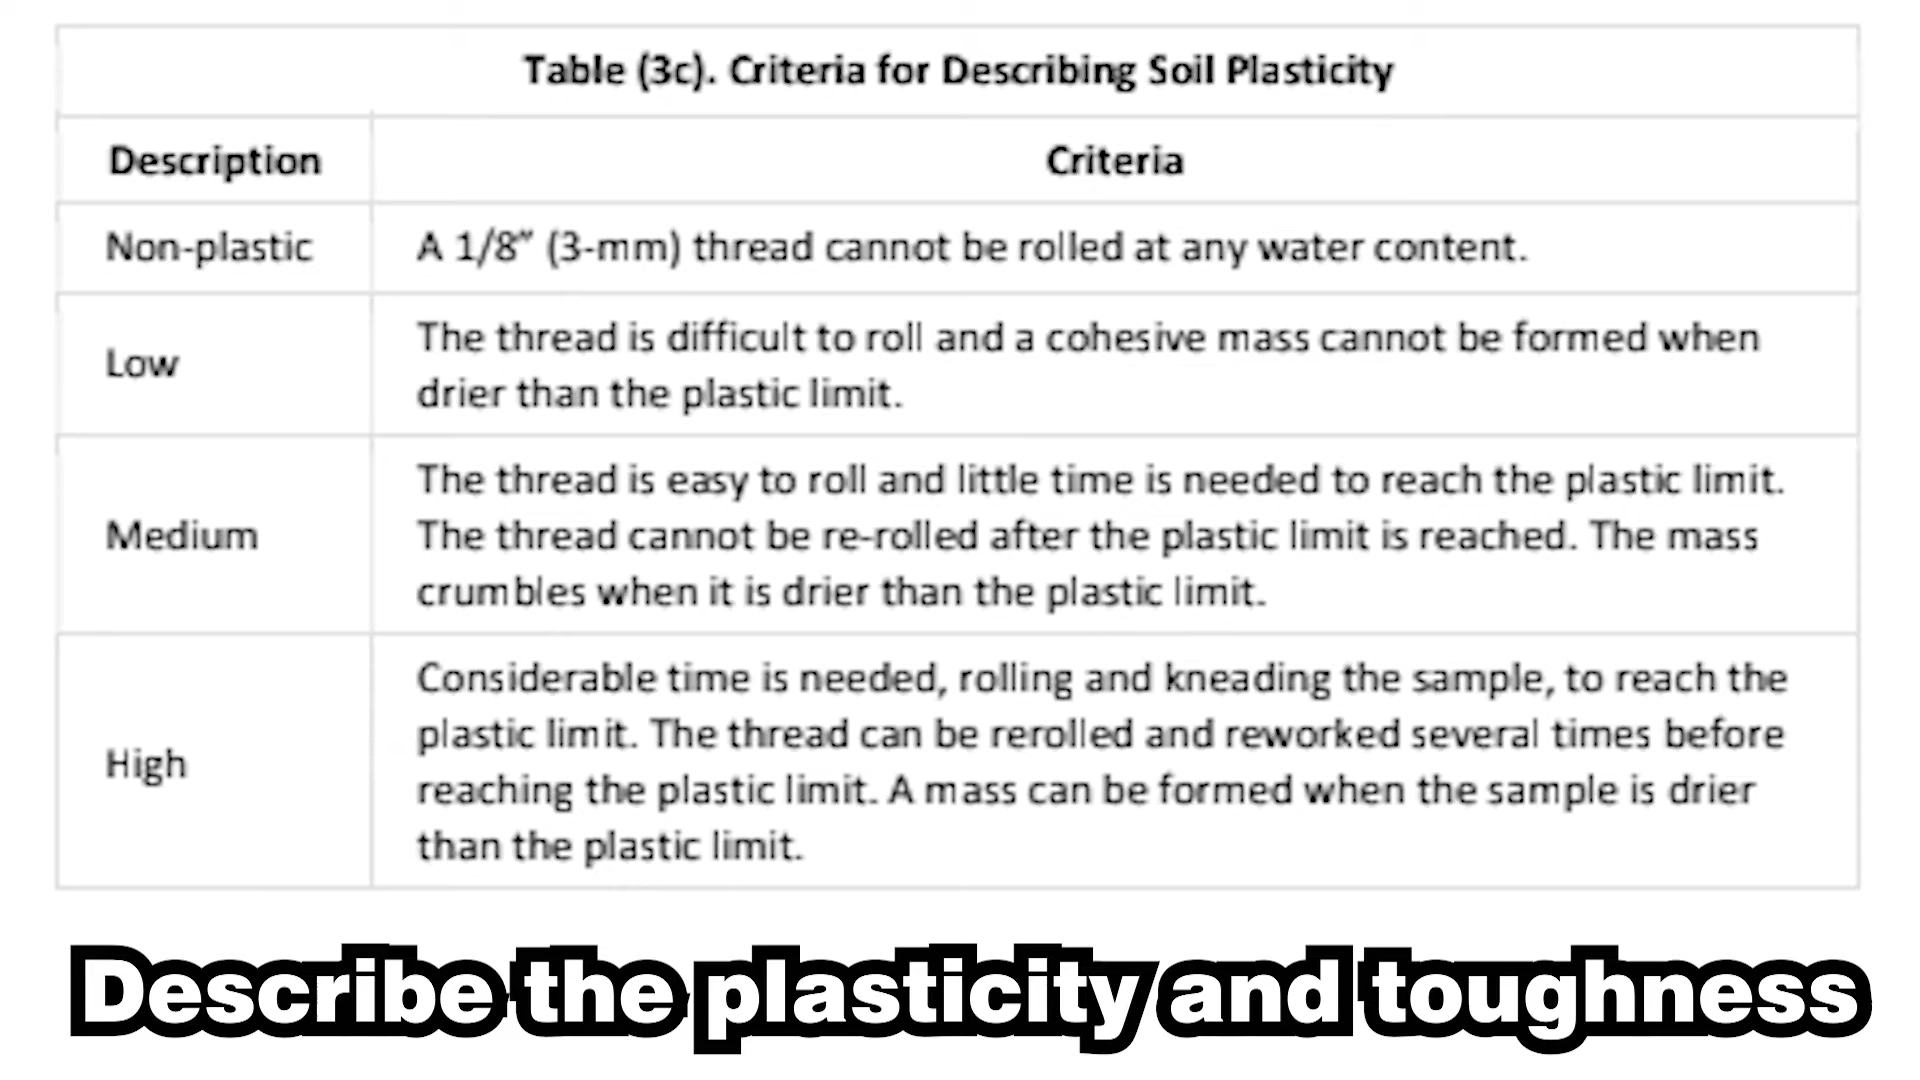 Table (3c). Criteria for Describing Soil Plasticity
Description
Criteria
Non-plastic
A 1/8” (3-mm) thread cannot be rolled at any water content.
Low
The thread is difficult to roll and a cohesive mass cannot be formed when
drier than the plastic limit.
Medium
The thread is easy to roll and little time is needed to reach the plastic limit.
The thread cannot be re-rolled after the plastic limit is reached. The mass
crumbles when it is drier than the plastic limit.
High
Considerable time is needed, rolling and kneading the sample, to reach the
plastic limit. The thread can be rerolled and reworked several times before
reaching the plastic limit. A mass can be formed when the sample is drier
than the plastic limit.
Describe the plasticity and toughness